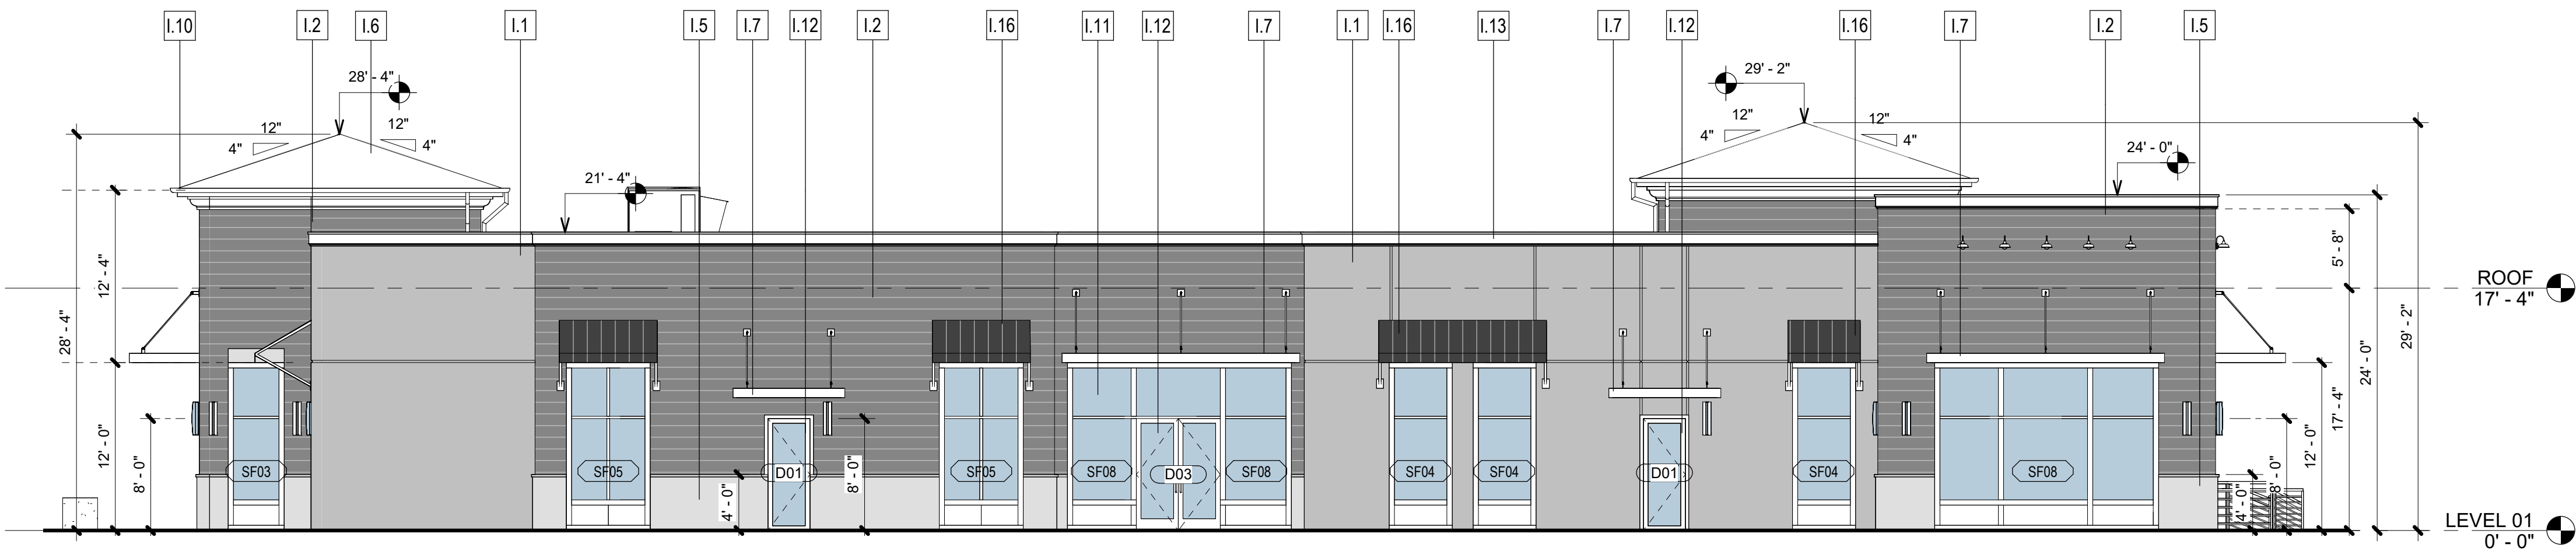 I.10 I.2 I.6 I.1 I.5 I.7 I.12 I.2 I.16 I.11 I.12 I.7 I.1 I.16 I.13 I.7 I.12 I.16 I.7 I.2 I.5
28' - 4"
29' - 2"
12" 12"
4" 4"
12" 12"
4" 4"
24' - 0"
21' - 4"
28' - 4"
12' - 4"
12' - 0"
8' - 0"
5' - 8"
29' - 2"
24' - 0"
17' - 4"
12' - 0"
8' - 0"
4' - 0"
ROOF
17' - 4"
SF03 SF05 D01 SF05 SF08 D03 SF08 SF04 SF04 D01 SF04 SF08
4' - 0"
8' - 0"
LEVEL 01
0' - 0"